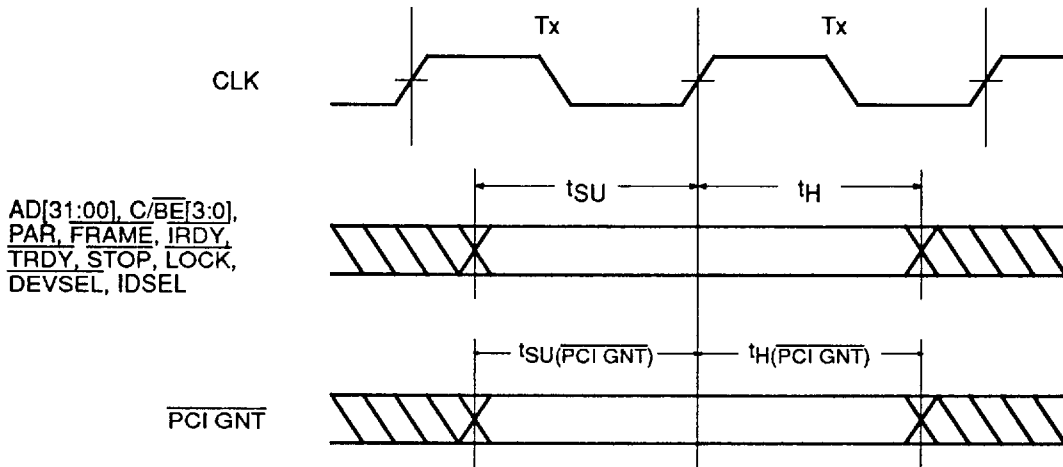 Tx Tx
CLK
tSU tH
AD[31:00], C/BE[3:0],
PAR, FRAME, IRDY,
TRDY, STOP, LOCK,
DEVSEL, IDSEL
tSU(PCI GNT) tH(PCI GNT)
PCI GNT